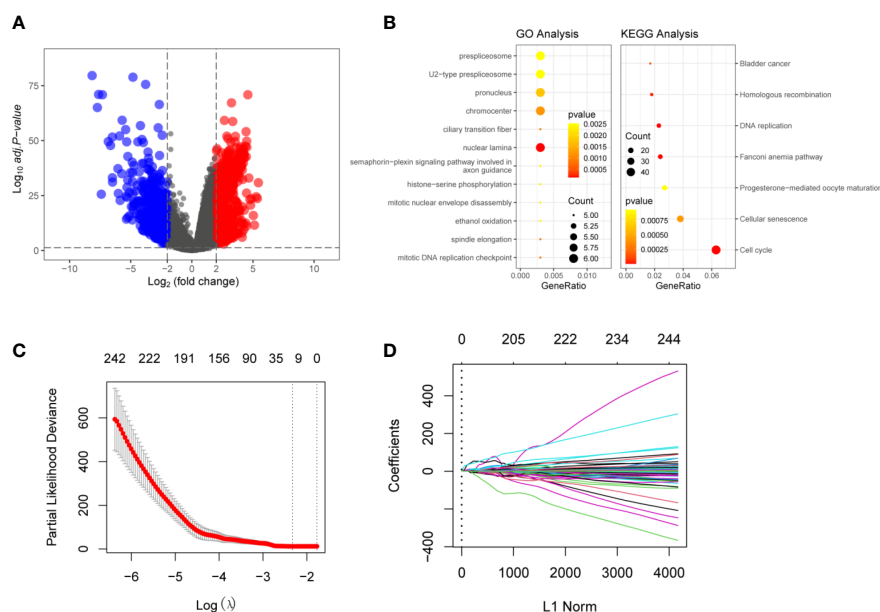 A
Log10 adj.P-value
75
50
25
0
−10
−5
−2
0
2
5
10
Log2 (fold change)
B
GO Analysis
KEGG Analysis
prespliceosome
U2-type prespliceosome
pronucleus
chromocenter
ciliary transition fiber
nuclear lamina
semaphorin-plexin signaling pathway involved in
axon guidance
histone-serine phosphorylation
mitotic nuclear envelope disassembly
ethanol oxidation
spindle elongation
mitotic DNA replication checkpoint
pvalue
0.0025
0.0020
0.0015
0.0010
0.0005
Count
5.00
5.25
5.50
5.75
6.00
0.000
0.005
0.010
GeneRatio
Count
20
30
40
pvalue
0.00075
0.00050
0.00025
0.00
0.02
0.04
0.06
GeneRatio
Bladder cancer
Homologous recombination
DNA replication
Fanconi anemia pathway
Progesterone-mediated oocyte maturation
Cellular senescence
Cell cycle
C
242 222 191 156 90 35 9 0
Partial Likelihood Deviance
600
400
200
0
−6 −5 −4 −3 −2
Log (λ)
D
0 205 222 234 244
Coefficients
400
200
0
−400
0 1000 2000 3000 4000
L1 Norm